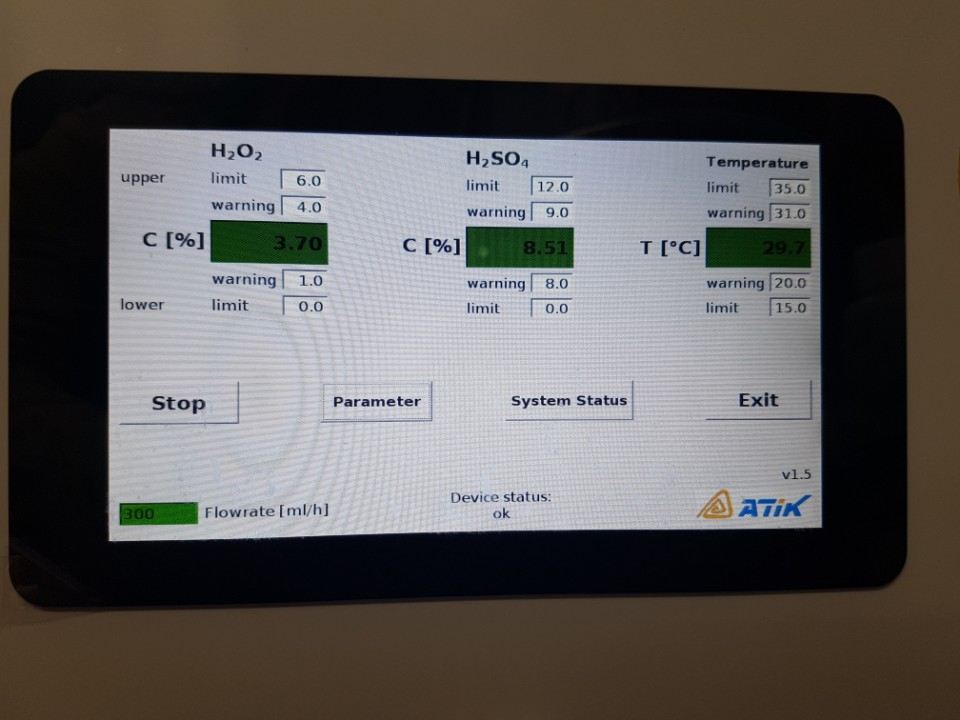 H₂O₂ H₂SO₄ Temperature
upper limit 6.0 limit 12.0 limit 35.0
warning 4.0 warning 9.0 warning 31.0
C [%] 3.70 C [%] 8.51 T [°C] 29.7
warning 1.0 warning 8.0 warning 20.0
lower limit 0.0 limit 0.0 limit 15.0
Stop Parameter System Status Exit
v1.5
300 Flowrate [ml/h] Device status: ATiK
ok